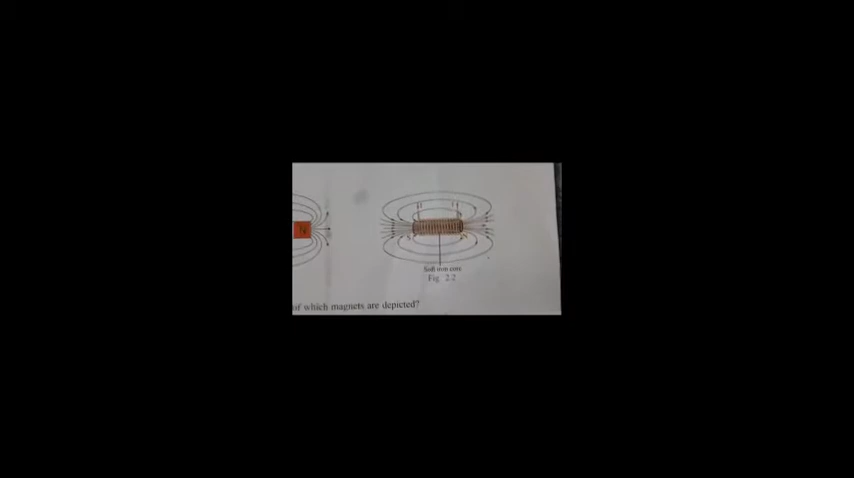 N
Soft iron core
Fig 2.2
of which magnets are depicted?